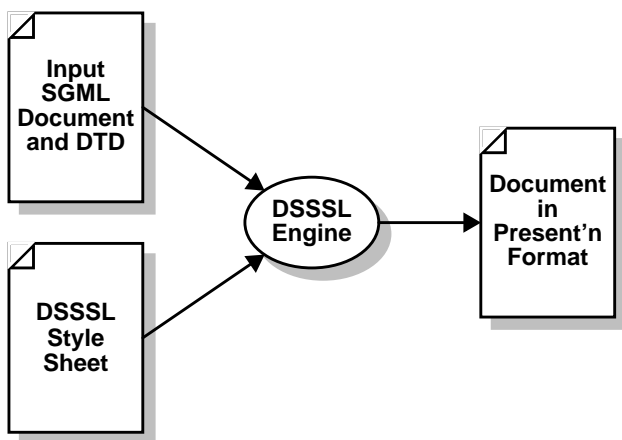 Input
SGML
Document
and DTD
DSSSL
Style
Sheet
DSSSL
Engine
Document
in
Present'n
Format